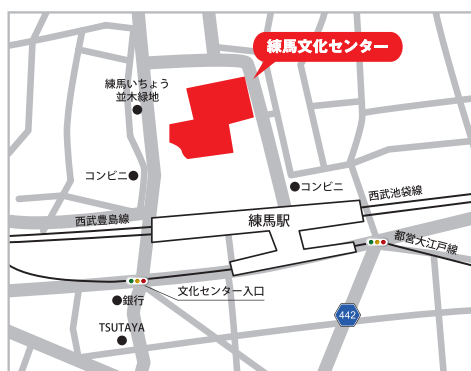 練馬文化センター
練馬いちょう
並木緑地
コンビニ
コンビニ
西武池袋線
西武豊島線
練馬駅
都営大江戸線
文化センター入口
銀行
442
TSUTAYA